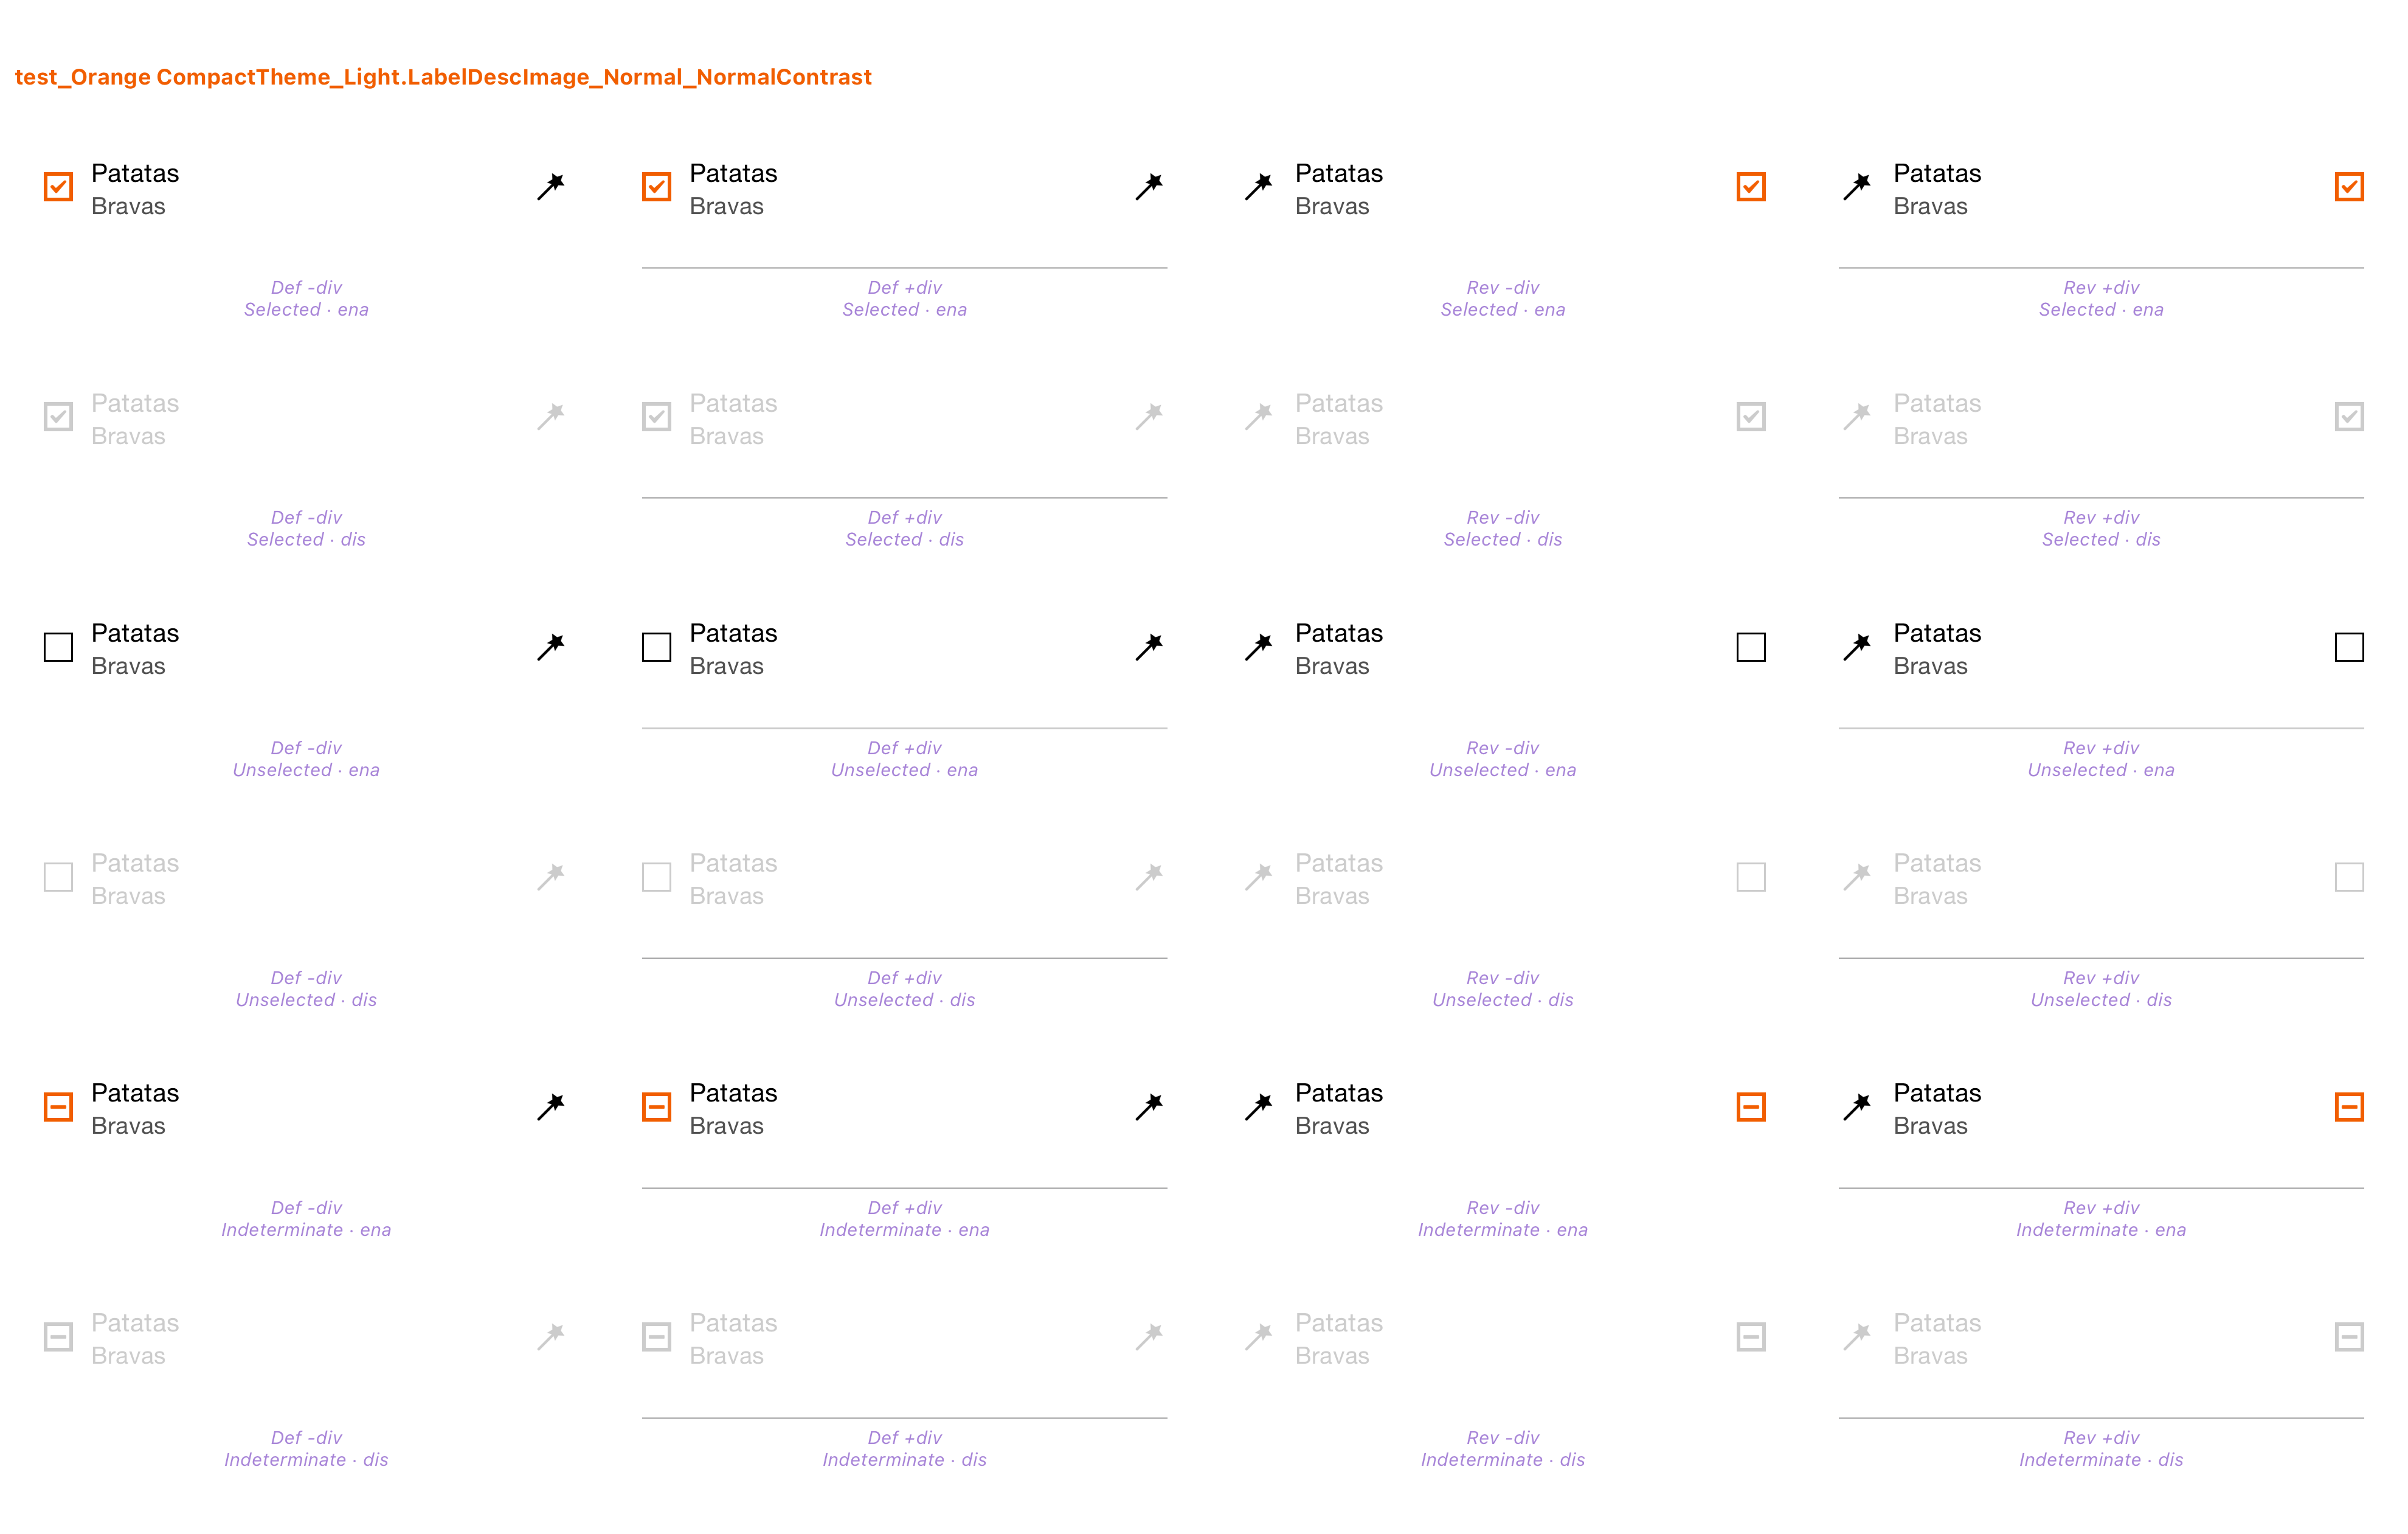 test_Orange CompactTheme_Light.LabelDescImage_Normal_NormalContrast
Patatas
Bravas
Patatas
Bravas
Patatas
Bravas
Patatas
Bravas
Def -div
Selected · ena
Def +div
Selected · ena
Rev -div
Selected · ena
Rev +div
Selected · ena
Patatas
Bravas
Patatas
Bravas
Patatas
Bravas
Patatas
Bravas
Def -div
Selected · dis
Def +div
Selected · dis
Rev -div
Selected · dis
Rev +div
Selected · dis
Patatas
Bravas
Patatas
Bravas
Patatas
Bravas
Patatas
Bravas
Def -div
Unselected · ena
Def +div
Unselected · ena
Rev -div
Unselected · ena
Rev +div
Unselected · ena
Patatas
Bravas
Patatas
Bravas
Patatas
Bravas
Patatas
Bravas
Def -div
Unselected · dis
Def +div
Unselected · dis
Rev -div
Unselected · dis
Rev +div
Unselected · dis
Patatas
Bravas
Patatas
Bravas
Patatas
Bravas
Patatas
Bravas
Def -div
Indeterminate · ena
Def +div
Indeterminate · ena
Rev -div
Indeterminate · ena
Rev +div
Indeterminate · ena
Patatas
Bravas
Patatas
Bravas
Patatas
Bravas
Patatas
Bravas
Def -div
Indeterminate · dis
Def +div
Indeterminate · dis
Rev -div
Indeterminate · dis
Rev +div
Indeterminate · dis